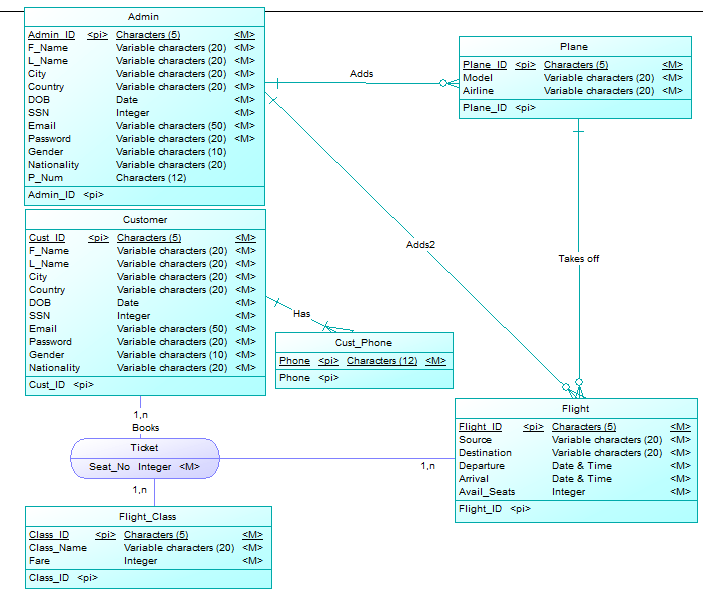 Admin
Admin_ID <pi> Characters (5) <M>
F_Name Variable characters (20) <M>
L_Name Variable characters (20) <M>
City Variable characters (20) <M>
Country Variable characters (20) <M>
DOB Date <M>
SSN Integer <M>
Email Variable characters (50) <M>
Password Variable characters (20) <M>
Gender Variable characters (10)
Nationality Variable characters (20)
P_Num Characters (12)
Admin_ID <pi>
Adds
Plane
Plane_ID <pi> Characters (5) <M>
Model Variable characters (20) <M>
Airline Variable characters (20) <M>
Plane_ID <pi>
Adds2
Takes off
Customer
Cust_ID <pi> Characters (5) <M>
F_Name Variable characters (20) <M>
L_Name Variable characters (20) <M>
City Variable characters (20) <M>
Country Variable characters (20) <M>
DOB Date <M>
SSN Integer <M>
Email Variable characters (50) <M>
Password Variable characters (20) <M>
Gender Variable characters (10) <M>
Nationality Variable characters (20) <M>
Cust_ID <pi>
Has
Cust_Phone
Phone <pi> Characters (12) <M>
Phone <pi>
1,n
Books
Ticket
Seat_No Integer <M>
1,n
1,n
Flight
Flight_ID <pi> Characters (5) <M>
Source Variable characters (20) <M>
Destination Variable characters (20) <M>
Departure Date & Time <M>
Arrival Date & Time <M>
Avail_Seats Integer <M>
Flight_ID <pi>
Flight_Class
Class_ID <pi> Characters (5) <M>
Class_Name Variable characters (20) <M>
Fare Integer <M>
Class_ID <pi>